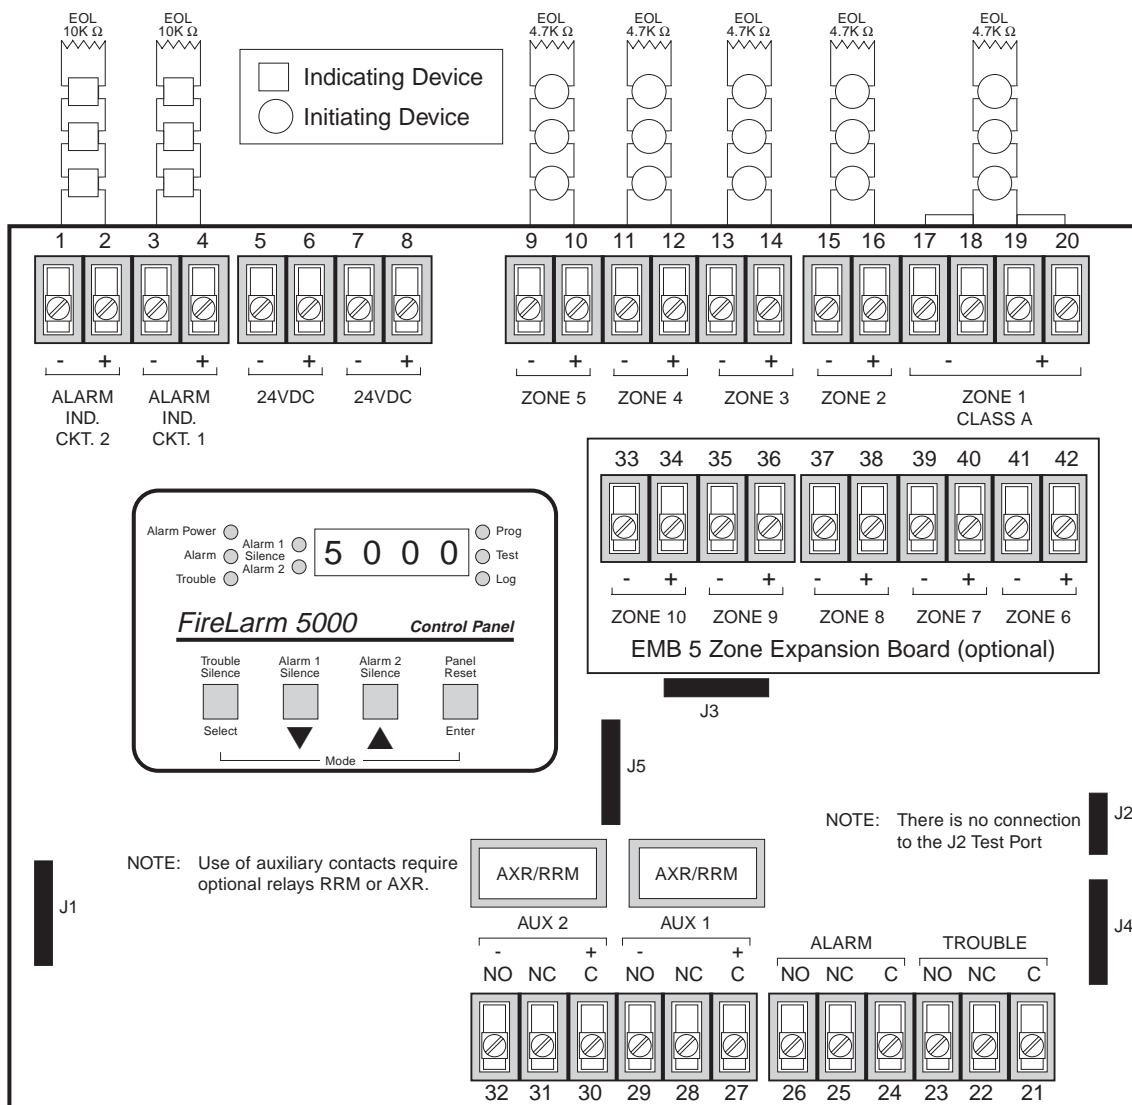 EOL EOL EOL EOL EOL EOL EOL
10K Ω 10K Ω 4.7K Ω 4.7K Ω 4.7K Ω 4.7K Ω 4.7K Ω
Indicating Device
Initiating Device
1 2 3 4 5 6 7 8 9 10 11 12 13 14 15 16 17 18 19 20
- + - + - + - + - + - + - + - + - +
ALARM IND. CKT. 2
ALARM IND. CKT. 1
24VDC 24VDC ZONE 5 ZONE 4 ZONE 3 ZONE 2 ZONE 1
CLASS A
33 34 35 36 37 38 39 40 41 42
- + - + - + - + - +
ZONE 10 ZONE 9 ZONE 8 ZONE 7 ZONE 6
EMB 5 Zone Expansion Board (optional)
Alarm Power
Alarm
Trouble
Alarm 1
Silence
Alarm 2
5 0 0 0
Prog
Test
Log
FireLarm 5000 Control Panel
Trouble Silence
Alarm 1 Silence
Alarm 2 Silence
Panel Reset
Select
Enter
Mode
J3
J5
J2
NOTE: There is no connection
to the J2 Test Port
J1
NOTE: Use of auxiliary contacts require
optional relays RRM or AXR.
AXR/RRM AXR/RRM
J4
AUX 2 AUX 1 ALARM TROUBLE
- + - +
NO NC C NO NC C NO NC C NO NC C
32 31 30 29 28 27 26 25 24 23 22 21